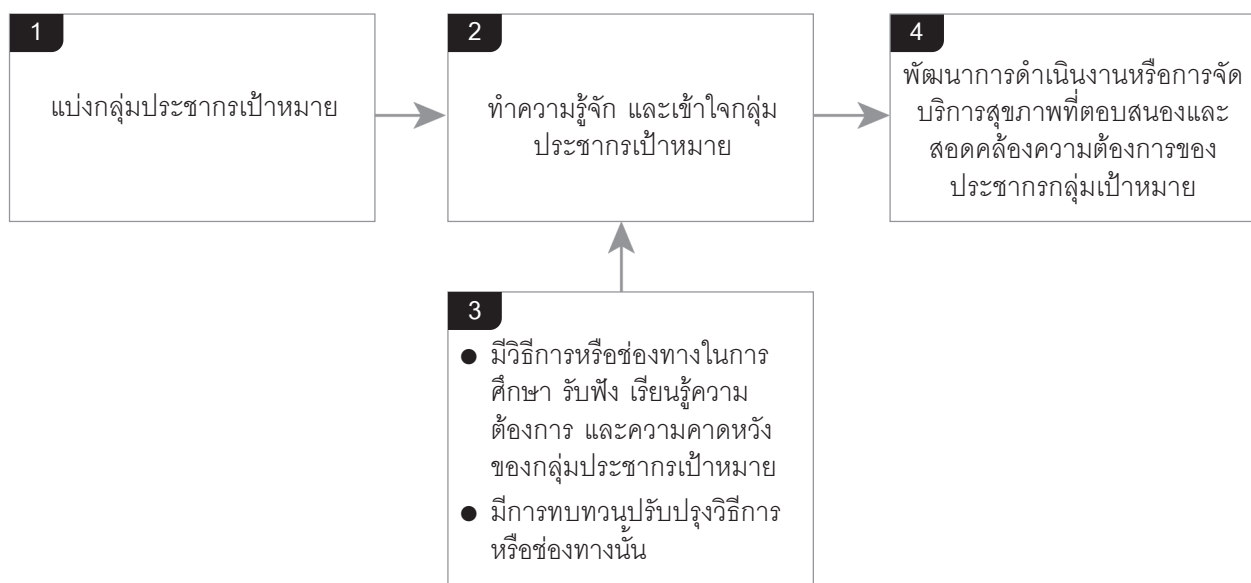 1
แบ่งกลุ่มประชากรเป้าหมาย
2
ทำความรู้จัก และเข้าใจกลุ่ม
ประชากรเป้าหมาย
4
พัฒนาการดำเนินงานหรือการจัด
บริการสุขภาพที่ตอบสนองและ
สอดคล้องความต้องการของ
ประชากรกลุ่มเป้าหมาย
3
● มีวิธีการหรือช่องทางในการ
ศึกษา รับฟัง เรียนรู้ความ
ต้องการ และความคาดหวัง
ของกลุ่มประชากรเป้าหมาย
● มีการทบทวนปรับปรุงวิธีการ
หรือช่องทางนั้น